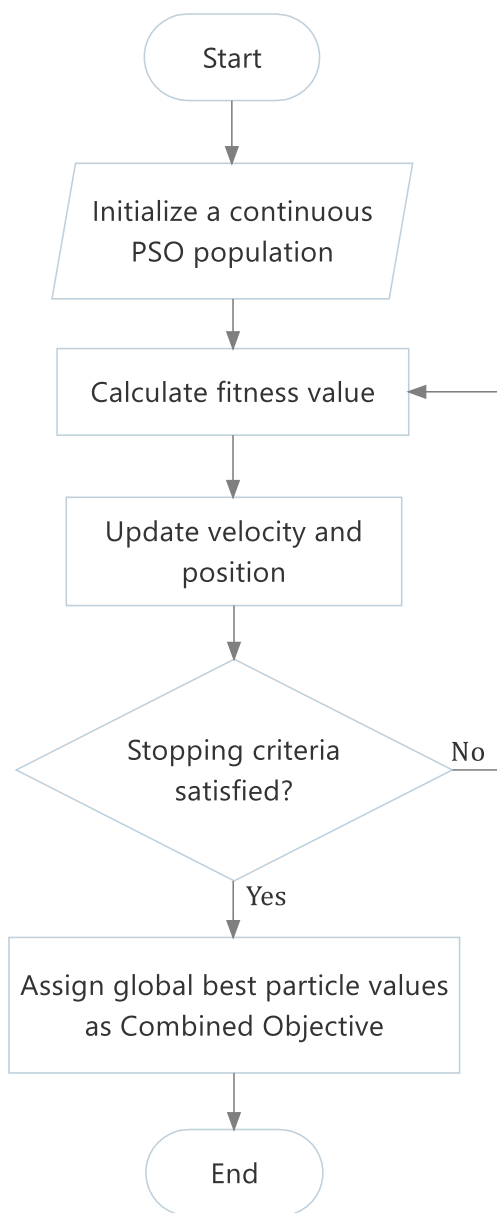 Start
Initialize a continuous
PSO population
Calculate fitness value
Update velocity and
position
Stopping criteria
satisfied?
No
Yes
Assign global best particle values
as Combined Objective
End